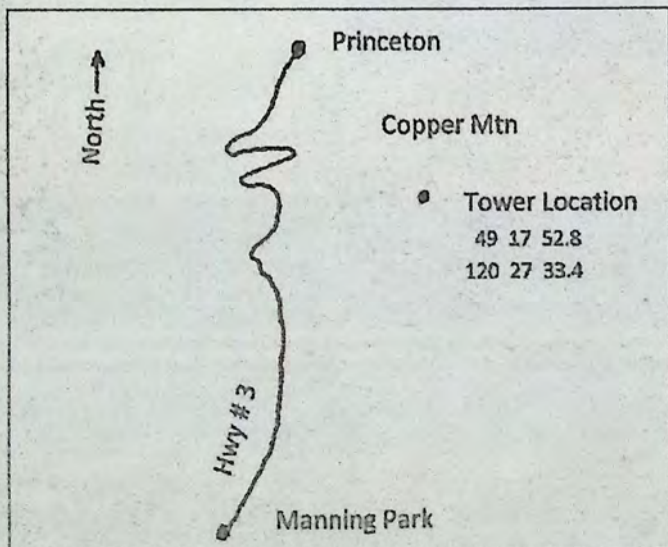 Princeton
North
Copper Mtn
Tower Location
49 17 52.8
120 27 33.4
Hwy # 3
Manning Park